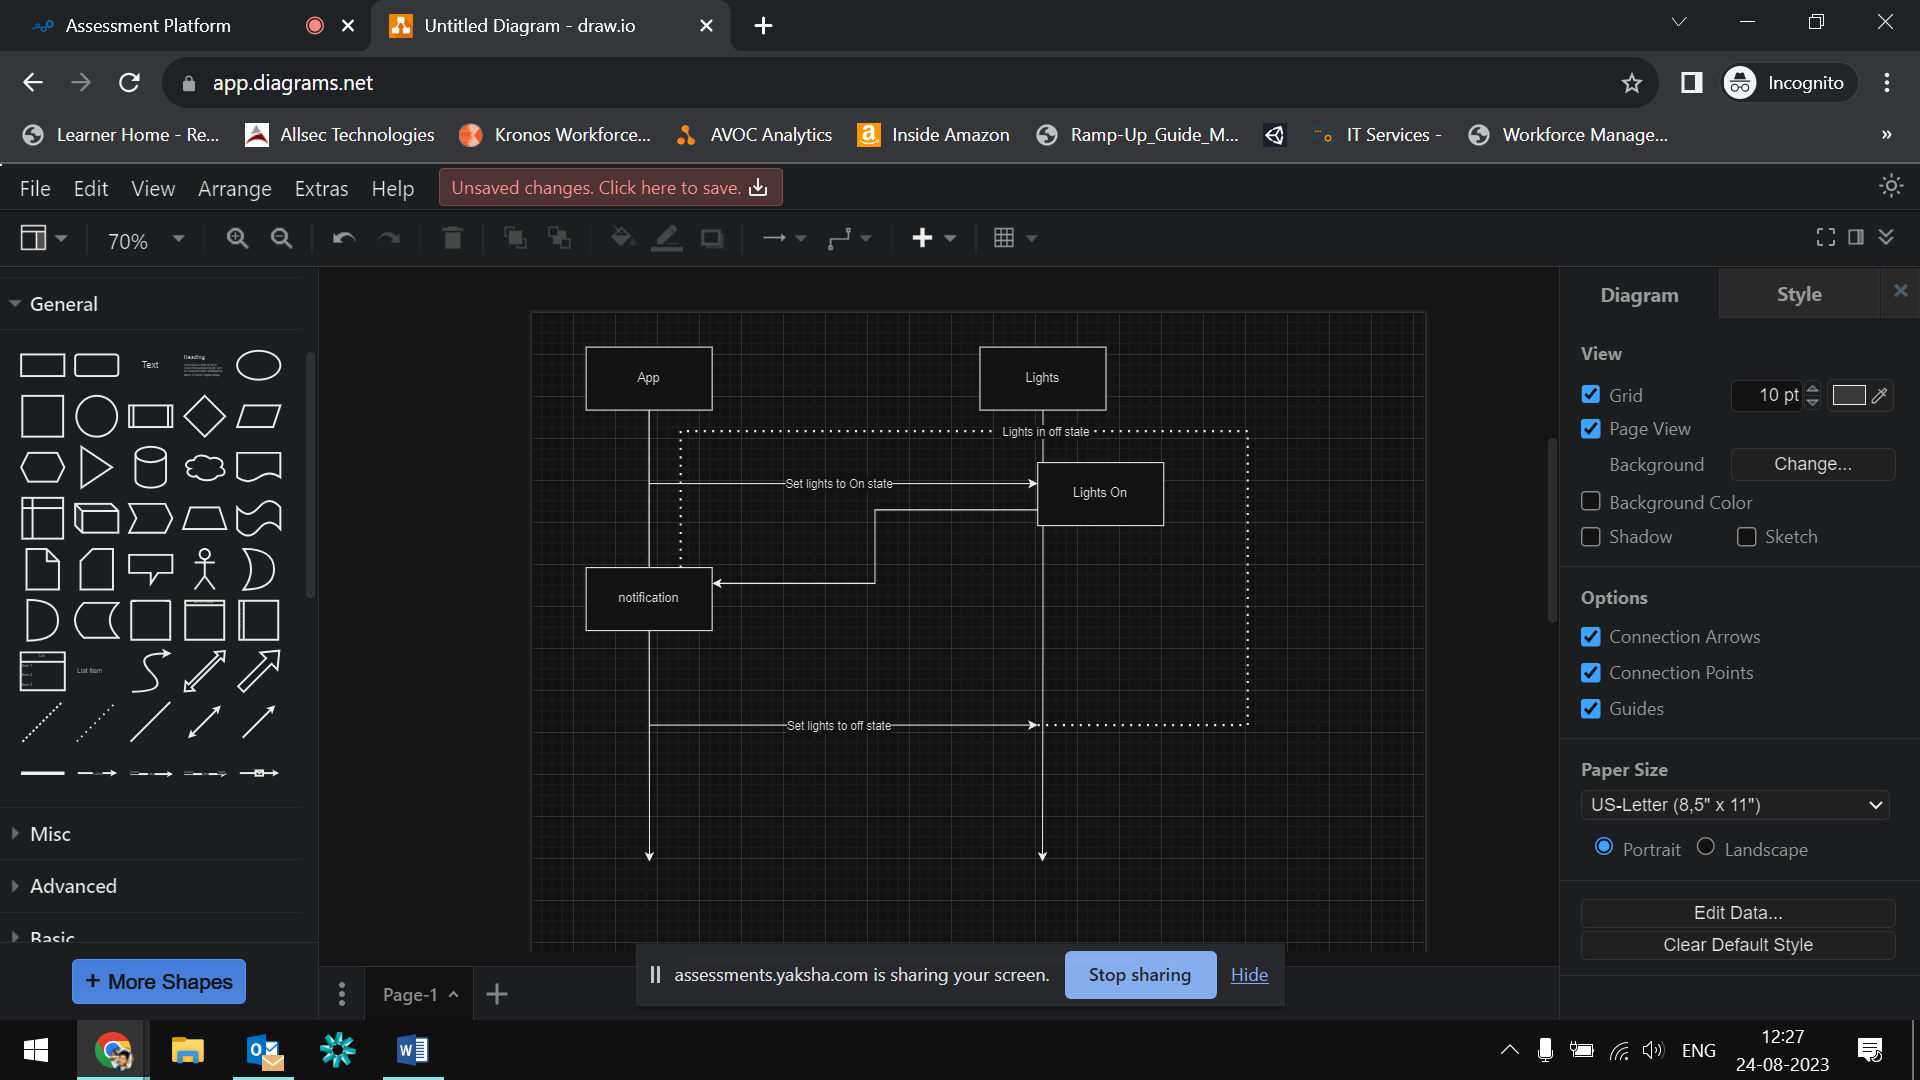 Assessment Platform
Untitled Diagram - draw.io
app.diagrams.net
Incognito
Learner Home - Re...
Allsec Technologies
Kronos Workforce...
AVOC Analytics
Inside Amazon
Ramp-Up_Guide_M...
IT Services -
Workforce Manage...
»
File Edit View Arrange Extras Help
Unsaved changes. Click here to save.
70%
General
Text
Heading
List Item
Misc
Advanced
Basic
+ More Shapes
App
Lights
Lights in off state
Set lights to On state
Lights On
notification
Set lights to off state
Page-1
assessments.yaksha.com is sharing your screen.
Stop sharing
Hide
Diagram
Style
View
Grid
10 pt
Page View
Background
Change...
Background Color
Shadow
Sketch
Options
Connection Arrows
Connection Points
Guides
Paper Size
US-Letter (8,5" x 11")
Portrait
Landscape
Edit Data...
Clear Default Style
ENG
12:27
24-08-2023